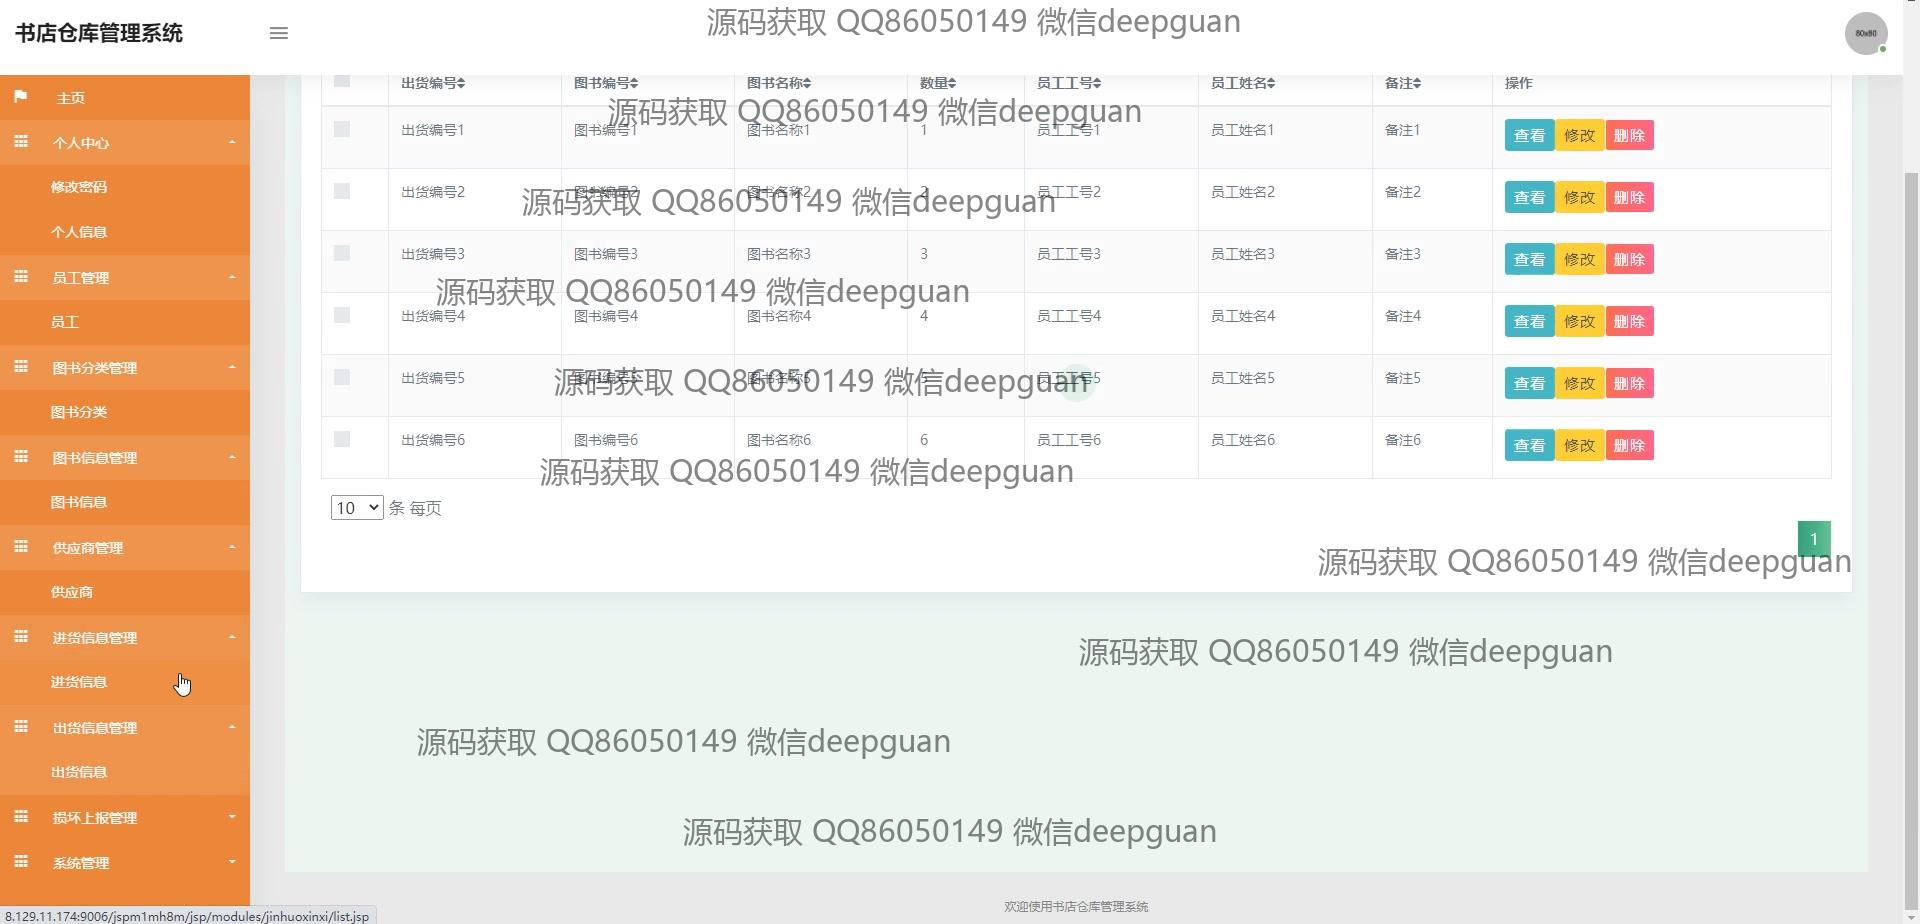 书店仓库管理系统
源码获取 QQ86050149 微信deepguan
80x80
主页
个人中心
修改密码
个人信息
员工管理
员工
图书分类管理
图书分类
图书信息管理
图书信息
供应商管理
供应商
进货信息管理
进货信息
出货信息管理
出货信息
损坏上报管理
系统管理
出货编号 图书编号 图书名称 数量 员工工号 员工姓名 备注 操作
源码获取 QQ86050149 微信deepguan
出货编号1 图书编号1 图书名称1 1 员工工号1 员工姓名1 备注1 查看 修改 删除
出货编号2 图书编号2 图书名称2 2 员工工号2 员工姓名2 备注2 查看 修改 删除
源码获取 QQ86050149 微信deepguan
出货编号3 图书编号3 图书名称3 3 员工工号3 员工姓名3 备注3 查看 修改 删除
源码获取 QQ86050149 微信deepguan
出货编号4 图书编号4 图书名称4 4 员工工号4 员工姓名4 备注4 查看 修改 删除
出货编号5 图书编号5 图书名称5 员工工号5 员工姓名5 备注5 查看 修改 删除
源码获取 QQ86050149 微信deepguan
出货编号6 图书编号6 图书名称6 6 员工工号6 员工姓名6 备注6 查看 修改 删除
源码获取 QQ86050149 微信deepguan
10 条 每页
1
源码获取 QQ86050149 微信deepguan
源码获取 QQ86050149 微信deepguan
源码获取 QQ86050149 微信deepguan
源码获取 QQ86050149 微信deepguan
欢迎使用书店仓库管理系统
8.129.11.174:9006/jspm1mh8m/jsp/modules/jinhuoxinxi/list.jsp